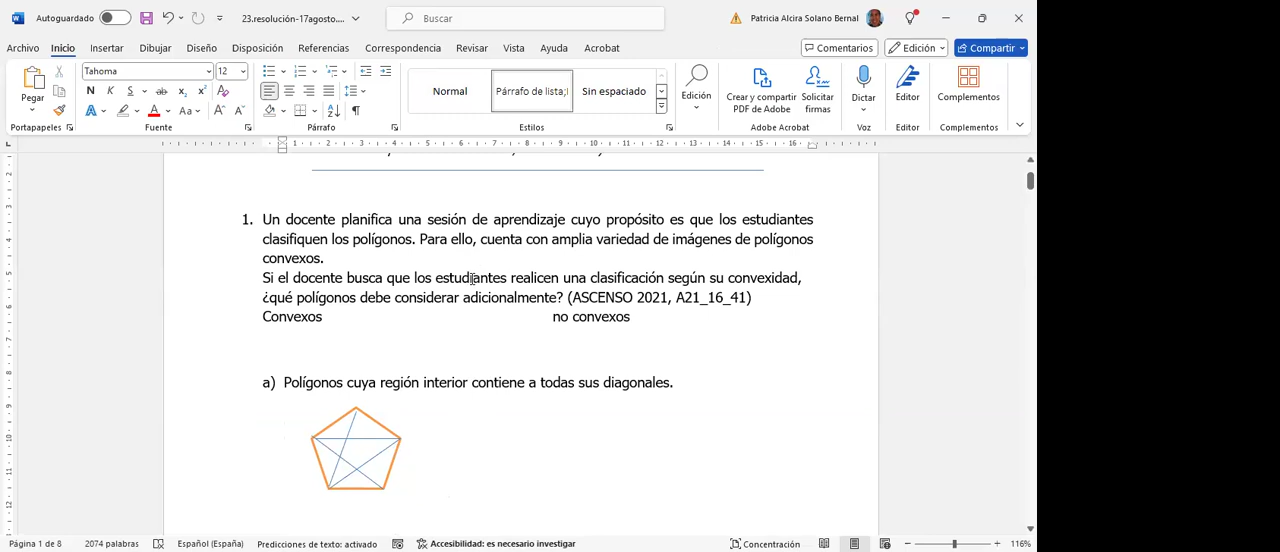 Autoguardado
23.resolución-17agosto....
Buscar
Patricia Alcira Solano Bernal
Archivo Inicio Insertar Dibujar Diseño Disposición Referencias Correspondencia Revisar Vista Ayuda Acrobat
Comentarios Edición Compartir
Tahoma 12
Normal Párrafo de lista;I Sin espaciado
Pegar
Edición
Crear y compartir PDF de Adobe
Solicitar firmas
Dictar
Editor
Complementos
Portapapeles Fuente Párrafo Estilos Adobe Acrobat Voz Editor Complementos
1. Un docente planifica una sesión de aprendizaje cuyo propósito es que los estudiantes
clasifiquen los polígonos. Para ello, cuenta con amplia variedad de imágenes de polígonos
convexos.
Si el docente busca que los estudiantes realicen una clasificación según su convexidad,
¿qué polígonos debe considerar adicionalmente? (ASCENSO 2021, A21_16_41)
Convexos no convexos
a) Polígonos cuya región interior contiene a todas sus diagonales.
Página 1 de 8 2074 palabras Español (España) Predicciones de texto: activado Accesibilidad: es necesario investigar Concentración 116%